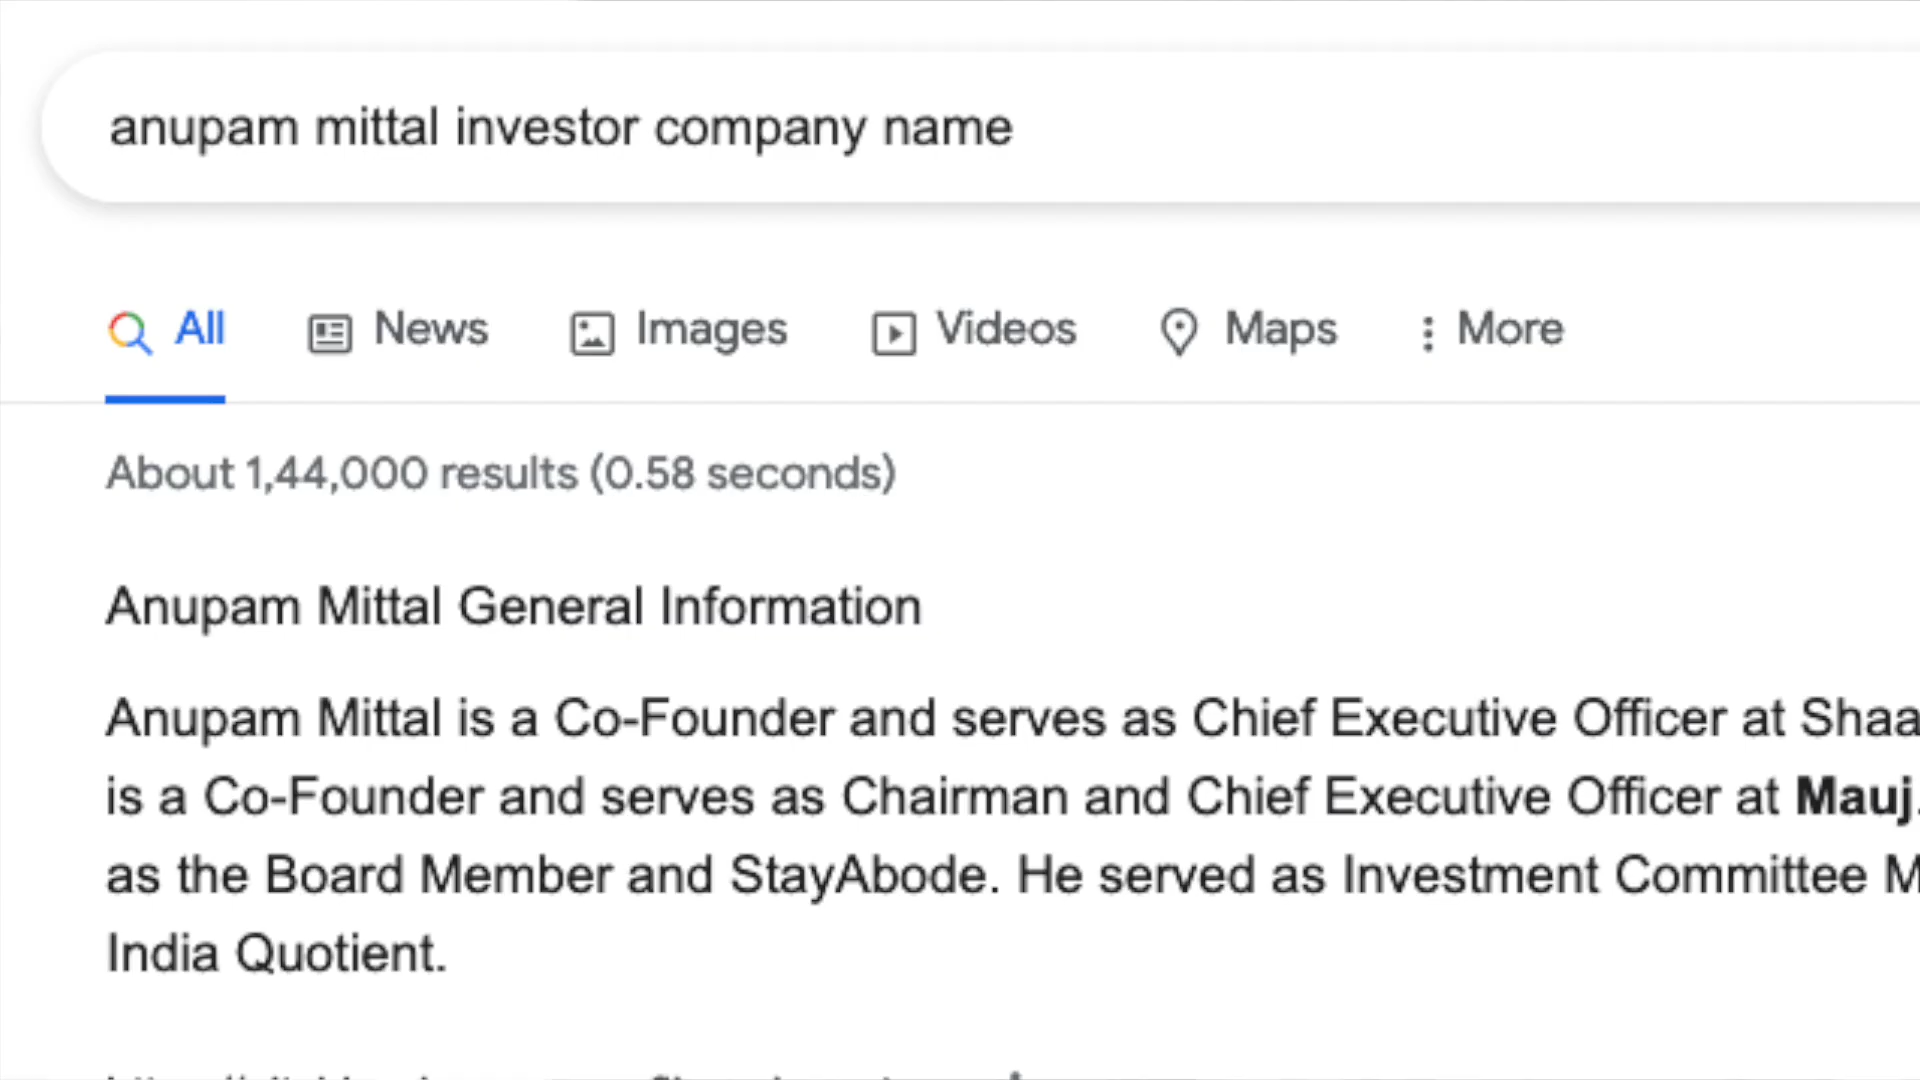 anupam mittal investor company name
All News Images Videos Maps More
About 1,44,000 results (0.58 seconds)
Anupam Mittal General Information
Anupam Mittal is a Co-Founder and serves as Chief Executive Officer at
is a Co-Founder and serves as Chairman and Chief Executive Officer at Mauj.
as the Board Member and StayAbode. He served as Investment Committee
India Quotient.